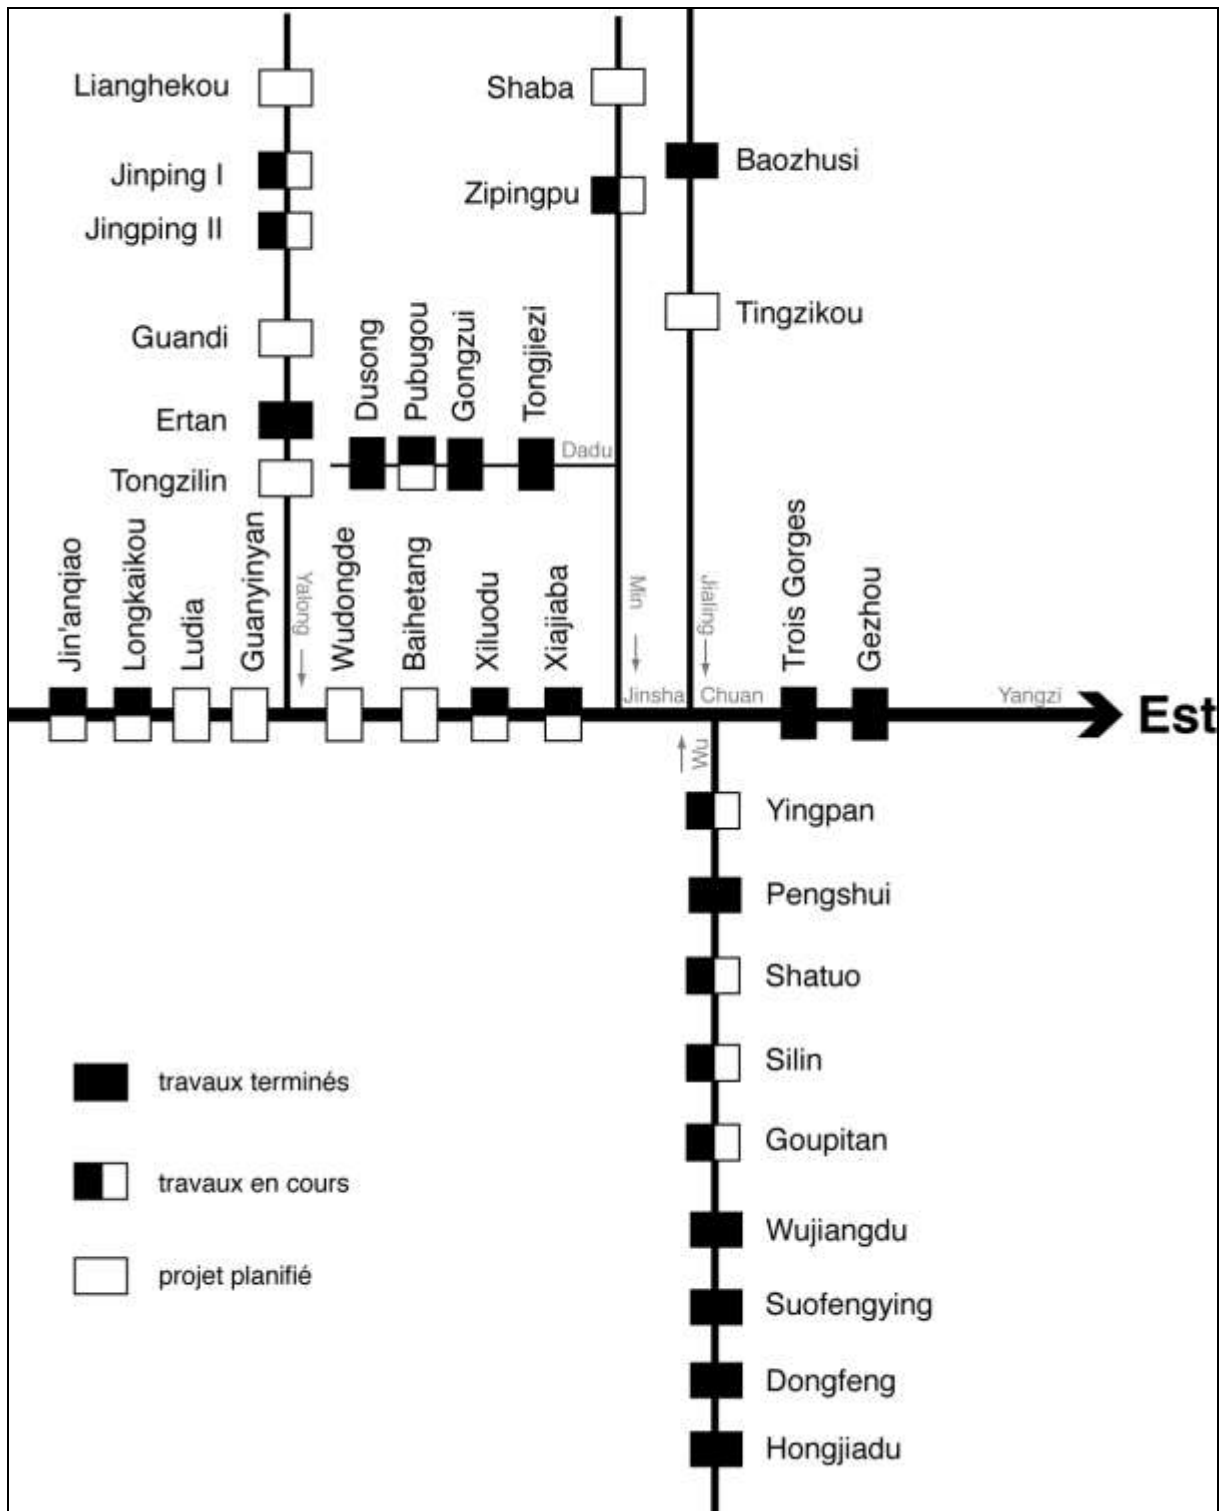 Lianghekou
Shaba
Baozhusi
Jinping I
Zipingpu
Jingping II
Tingzikou
Guandi
Dusong
Pubugou
Gongzui
Tongjiezi
Ertan
Dadu
Tongzilin
Jin'anqiao
Longkaikou
Ludia
Guanyinyan
Yalong
Wudongde
Baihetang
Xiluodu
Xiajiaba
Min
Jialing
Trois Gorges
Gezhou
Jinsha
Chuan
Yangzi
Est
Wu
Yingpan
Pengshui
Shatuo
Silin
Goupitan
Wujiangdu
Suofengying
Dongfeng
Hongjiadu
travaux terminés
travaux en cours
projet planifié